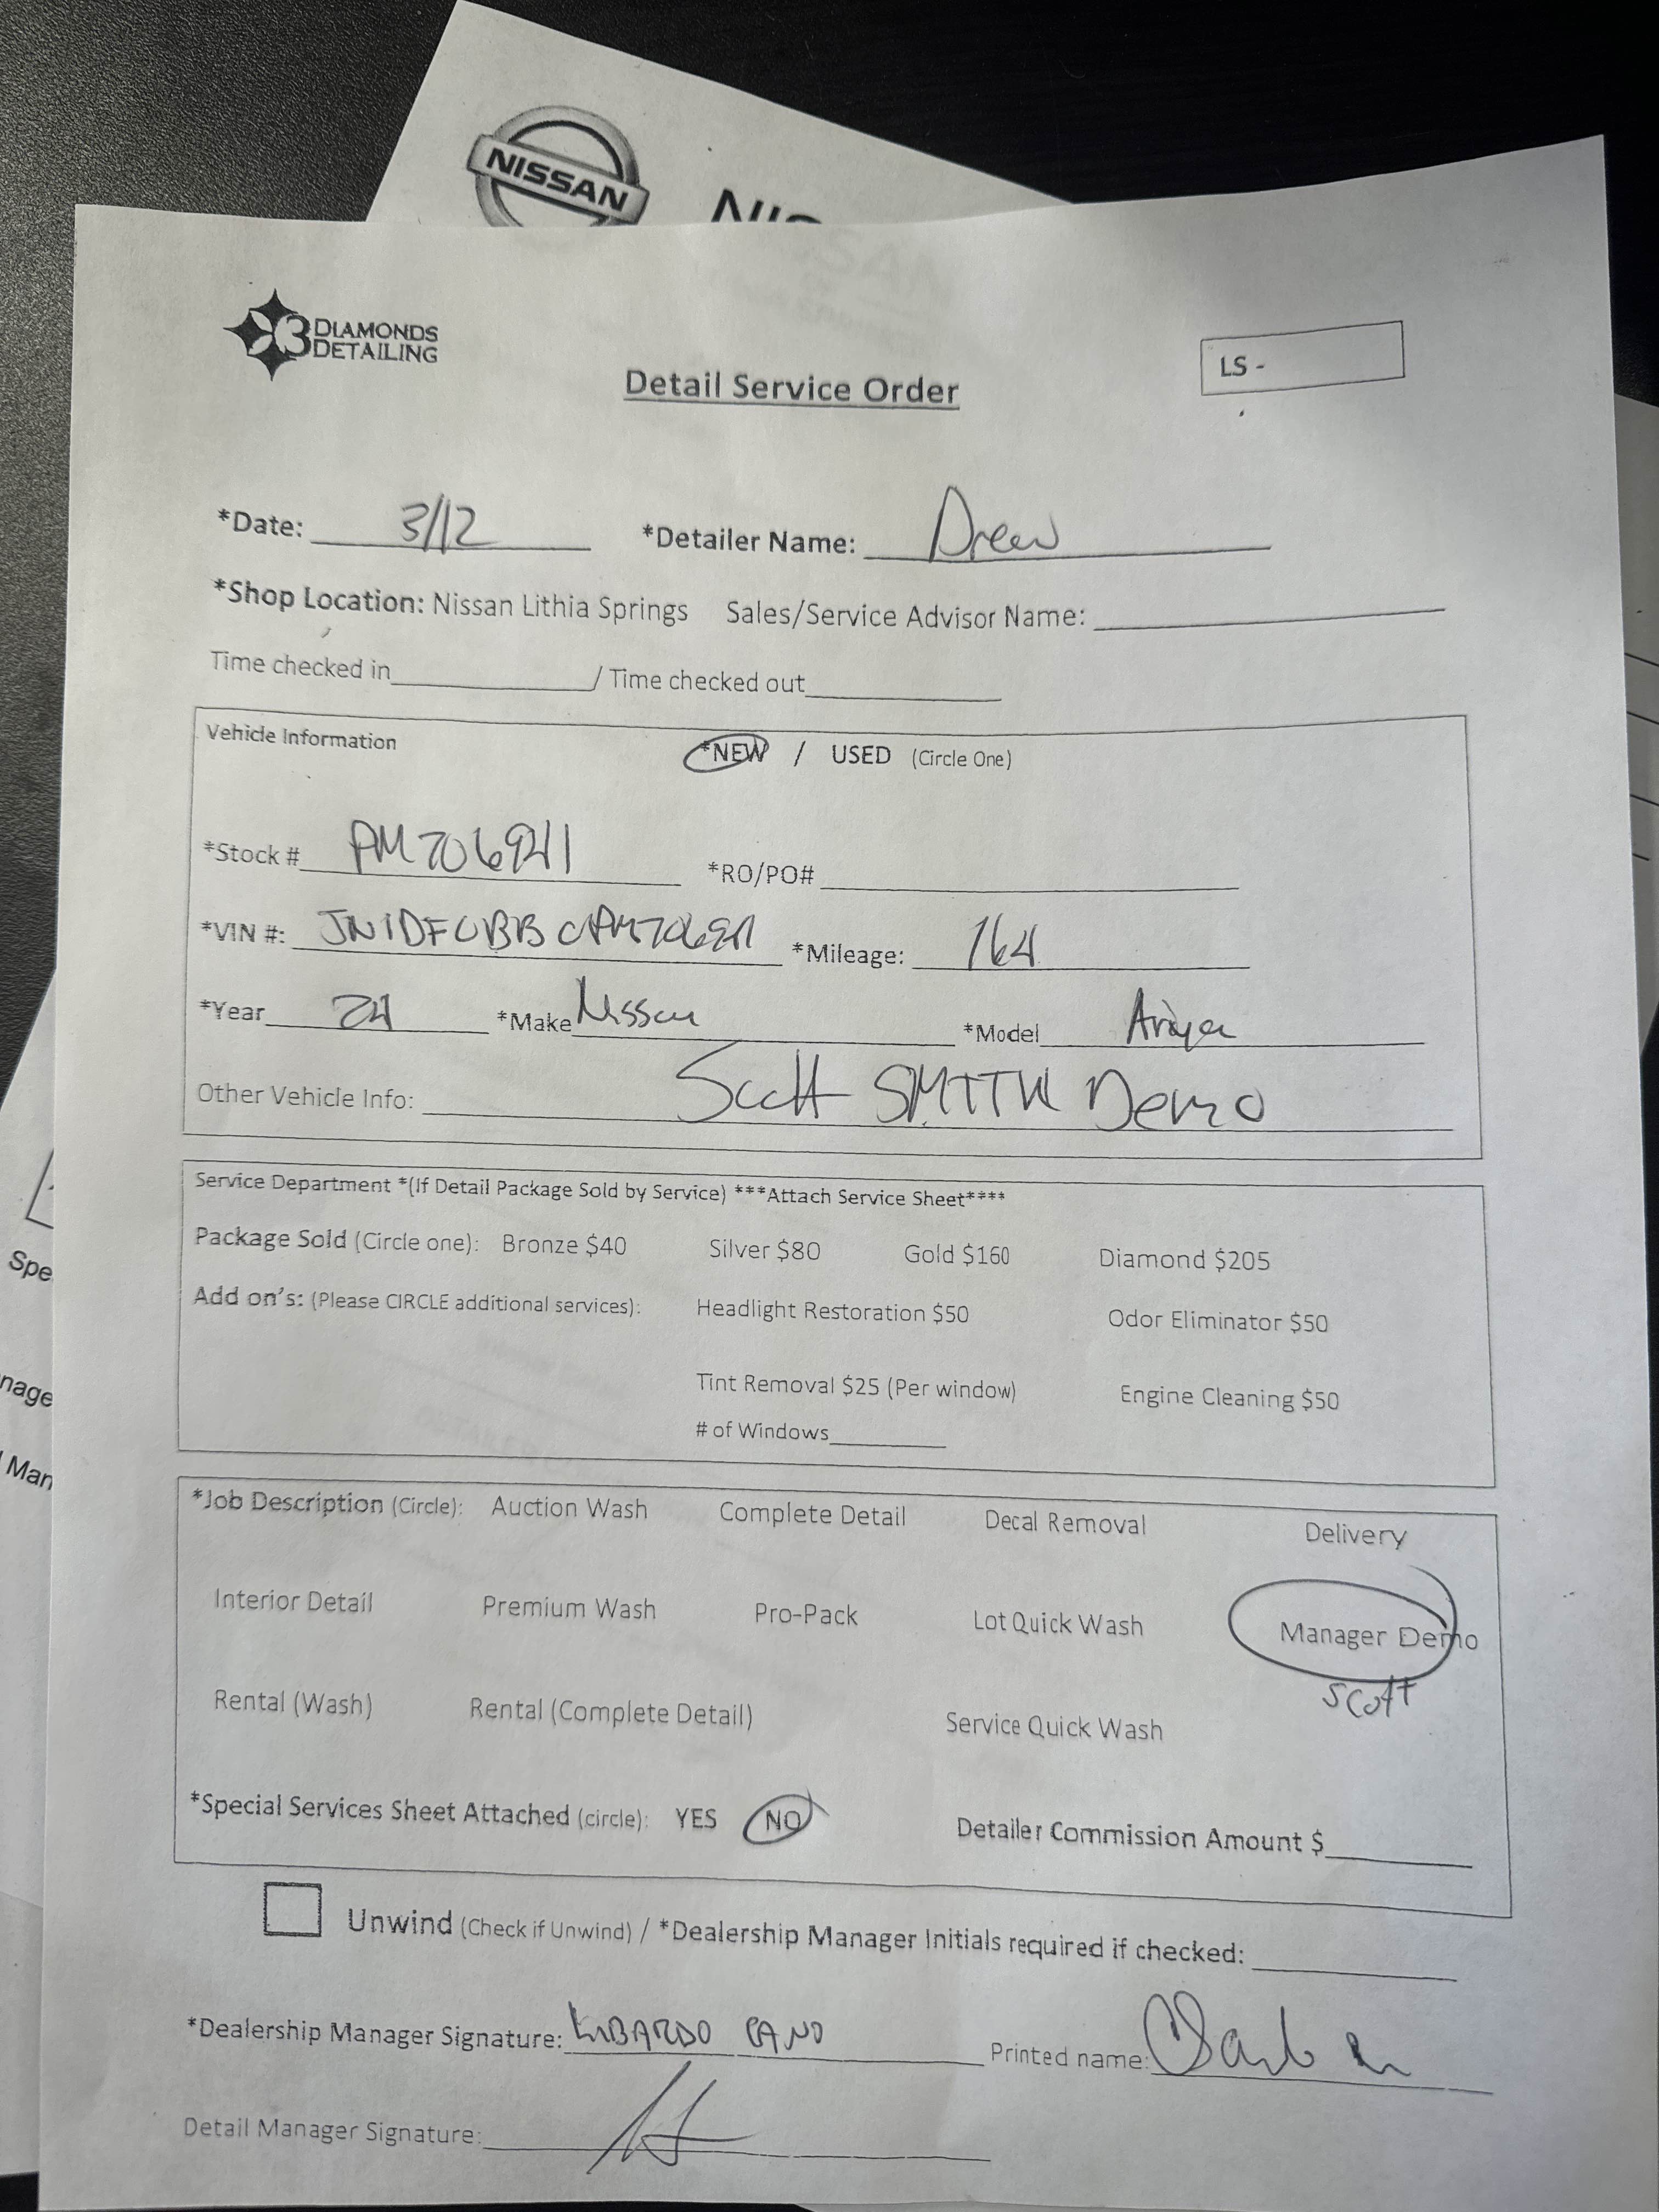 NISSAN
3 DIAMONDS
DETAILING
Detail Service Order
LS -
*Date: 3/12 *Detailer Name: Drew
*Shop Location: Nissan Lithia Springs Sales/Service Advisor Name:
Time checked in / Time checked out
Vehicle Information *NEW / USED (Circle One)
*Stock # PM706941 *RO/PO#
*VIN #: *Mileage: 164
*Year 24 *Make Nissan *Model Ariya
Other Vehicle Info: Scott SMITH Demo
Service Department *(If Detail Package Sold by Service) ***Attach Service Sheet****
Package Sold (Circle one): Bronze $40 Silver $80 Gold $160 Diamond $205
Add on's: (Please CIRCLE additional services): Headlight Restoration $50 Odor Eliminator $50
Tint Removal $25 (Per window) Engine Cleaning $50
# of Windows
*Job Description (Circle): Auction Wash Complete Detail Decal Removal Delivery
Interior Detail Premium Wash Pro-Pack Lot Quick Wash Manager Demo
Scott
Rental (Wash) Rental (Complete Detail) Service Quick Wash
*Special Services Sheet Attached (circle): YES NO Detailer Commission Amount $
Unwind (Check if Unwind) / *Dealership Manager Initials required if checked:
*Dealership Manager Signature: PANO Printed name:
Detail Manager Signature: